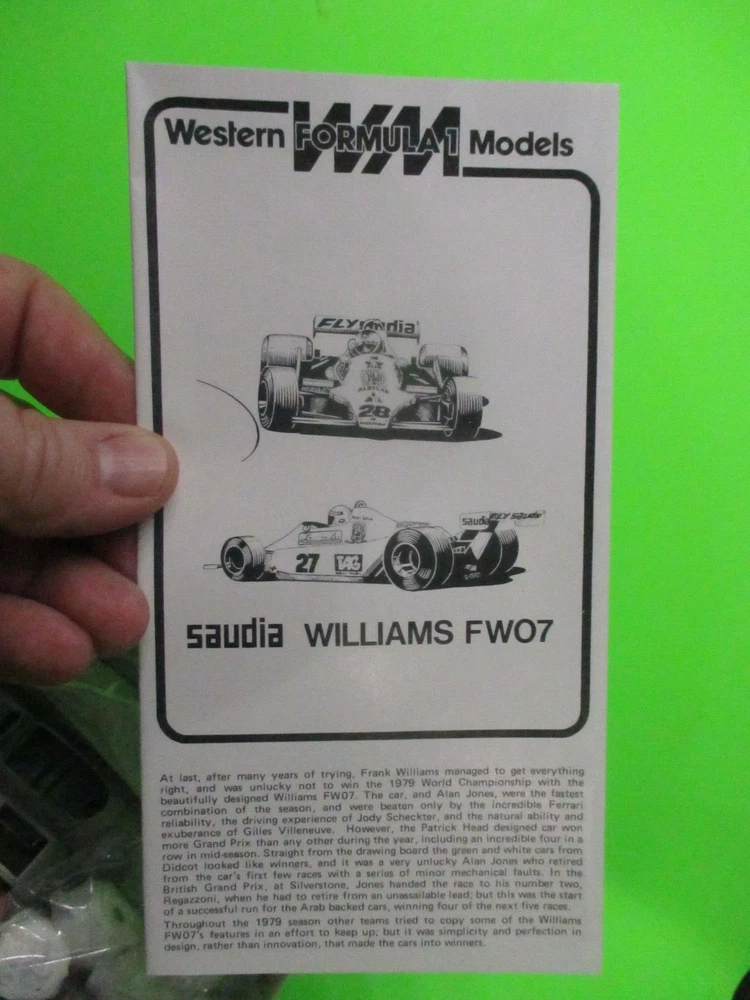 Western FORMULA 1 Models
FLY saudia
28
saudia FLY saudia
27 TAG
saudia WILLIAMS FW07
At last, after many years of trying, Frank Williams managed to get everything
right, and was unlucky not to win the 1979 World Championship with the
beautifully designed Williams FW07. The car, and Alan Jones, were the fastest
combination of the season, and were beaten only by the incredible Ferrari
reliability, the driving experience of Jody Scheckter, and the natural ability and
exuberance of Gilles Villeneuve. However, the Patrick Head designed car won
more Grand Prix than any other during the year, including an incredible four in a
row in mid-season. Straight from the drawing board the green and white cars from
Didcot looked like winners, and it was a very unlucky Alan Jones who retired
from the car's first few races with a series of minor mechanical faults. In the
British Grand Prix, at Silverstone, Jones handed the race to his number two,
Regazzoni, when he had to retire from an unassailable lead; but this was the start
of a successful run for the Arab backed cars, winning four of the next five races.
Throughout the 1979 season other teams tried to copy some of the Williams
FW07's features in an effort to keep up; but it was simplicity and perfection in
design, rather than innovation, that made the cars into winners.